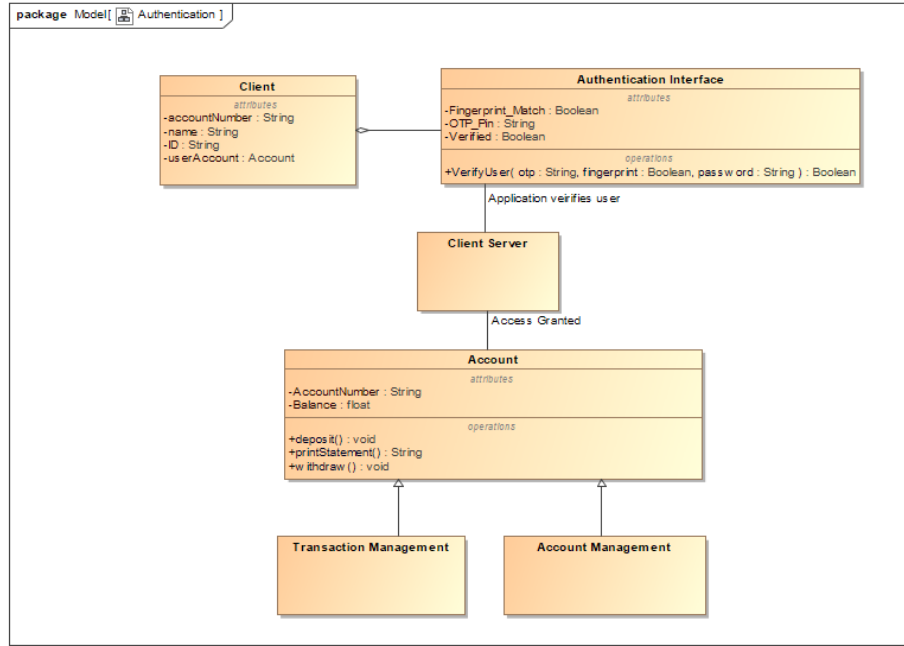 package Model[ Authentication ]
Client
attributes
-accountNumber : String
-name : String
-ID : String
-userAccount : Account
Authentication Interface
attributes
-Fingerprint_Match : Boolean
-OTP_Pin : String
-Verified : Boolean
operations
+VerifyUser( otp : String, fingerprint : Boolean, password : String ) : Boolean
Application veirifies user
Client Server
Access Granted
Account
attributes
-AccountNumber : String
-Balance : float
operations
+deposit() : void
+printStatement() : String
+withdraw() : void
Transaction Management
Account Management